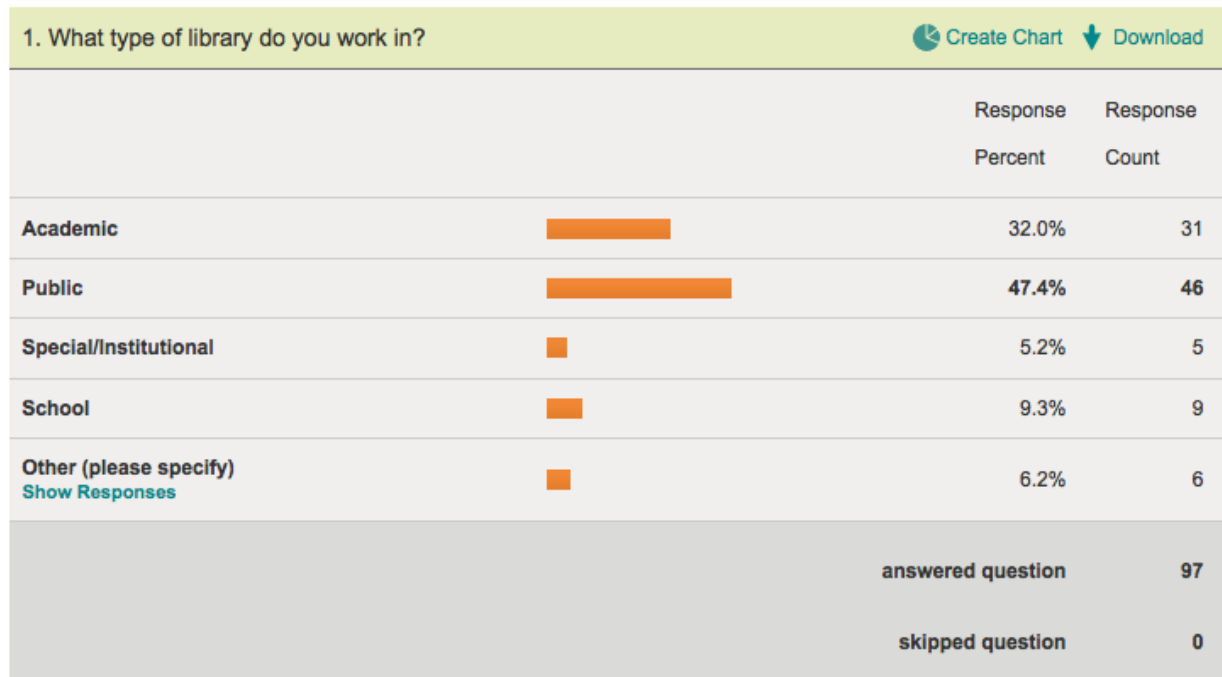 1. What type of library do you work in? Create Chart Download
Response Response
Percent Count
Academic 32.0% 31
Public 47.4% 46
Special/Institutional 5.2% 5
School 9.3% 9
Other (please specify)
Show Responses 6.2% 6
answered question 97
skipped question 0